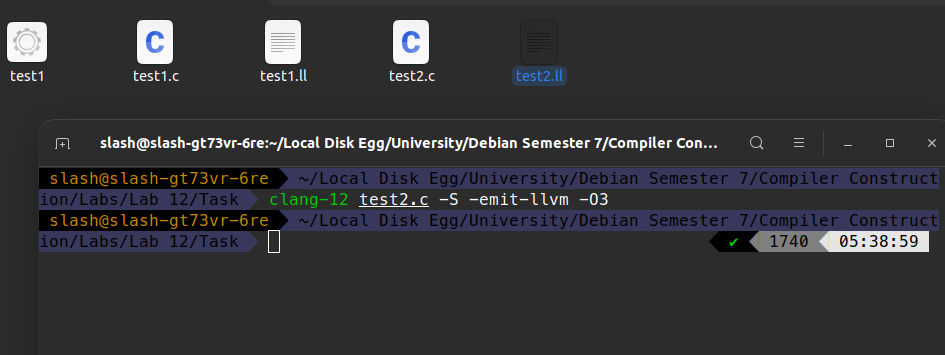 test1
test1.c
test1.ll
test2.c
test2.ll
slash@slash-gt73vr-6re:~/Local Disk Egg/University/Debian Semester 7/Compiler Con...
slash@slash-gt73vr-6re ~/Local Disk Egg/University/Debian Semester 7/Compiler Construct
ion/Labs/Lab 12/Task clang-12 test2.c -S -emit-llvm -O3
slash@slash-gt73vr-6re ~/Local Disk Egg/University/Debian Semester 7/Compiler Construct
ion/Labs/Lab 12/Task ✔ 1740 05:38:59